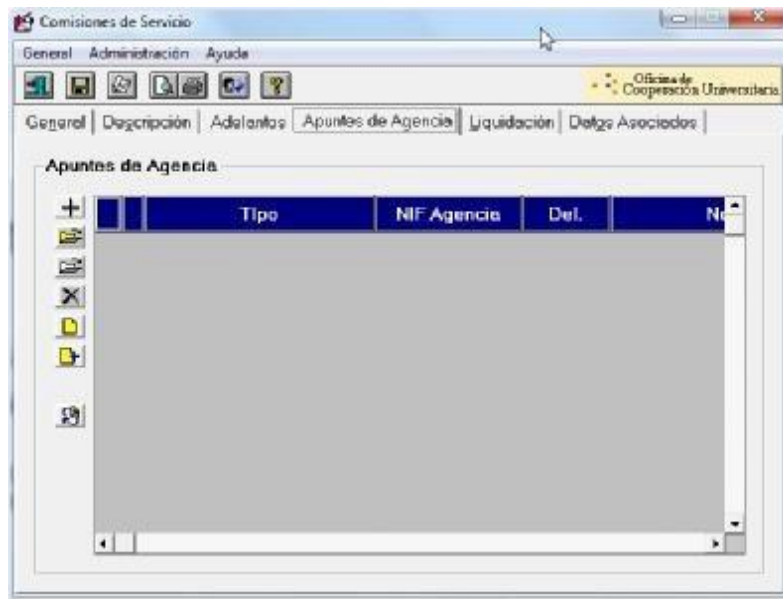 Comisiones de Servicio
General Administración Ayuda
Oficina de
Cooperación Universitaria
General Descripción Adelantos Apuntes de Agencia Liquidación Datos Asociados
Apuntes de Agencia
Tipo NIF Agencia Del.